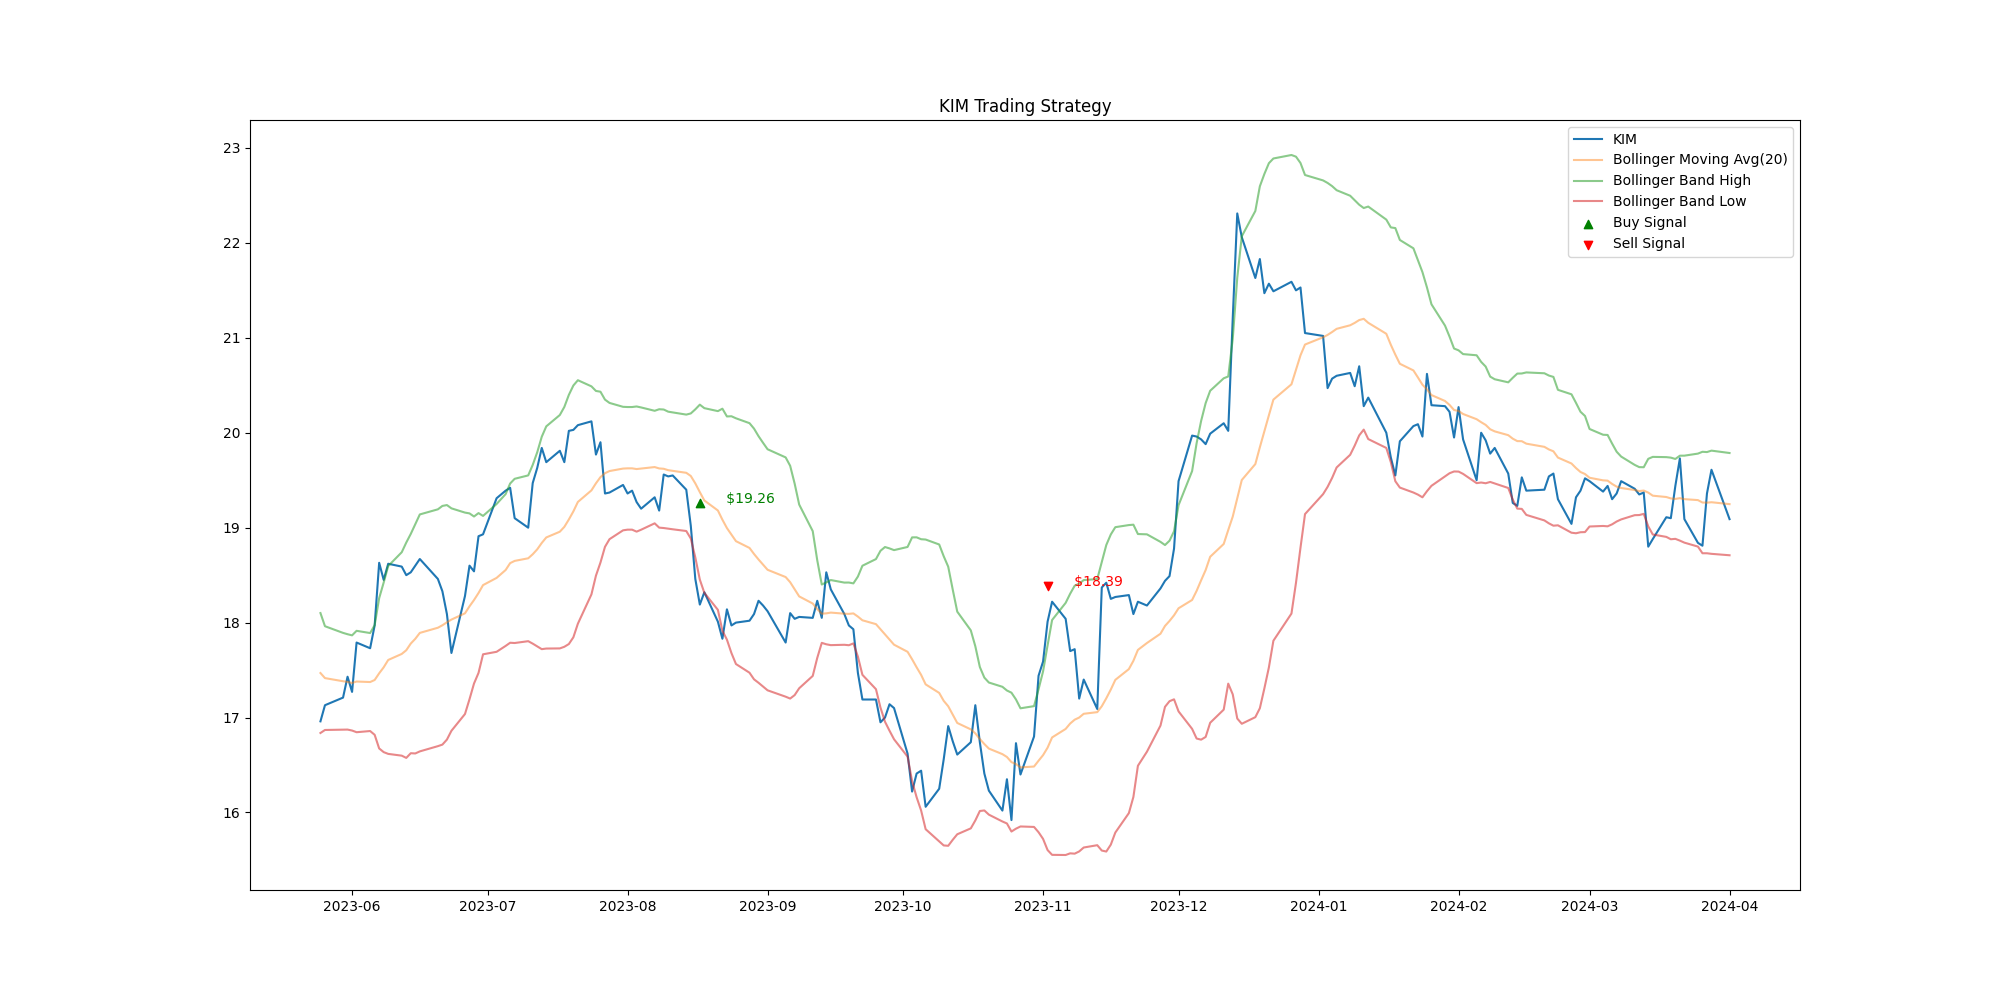 KIM Trading Strategy
KIM
Bollinger Moving Avg(20)
Bollinger Band High
Bollinger Band Low
Buy Signal
Sell Signal
23
22
21
20
19
18
17
16
$19.26
$18.39
2023-06 2023-07 2023-08 2023-09 2023-10 2023-11 2023-12 2024-01 2024-02 2024-03 2024-04